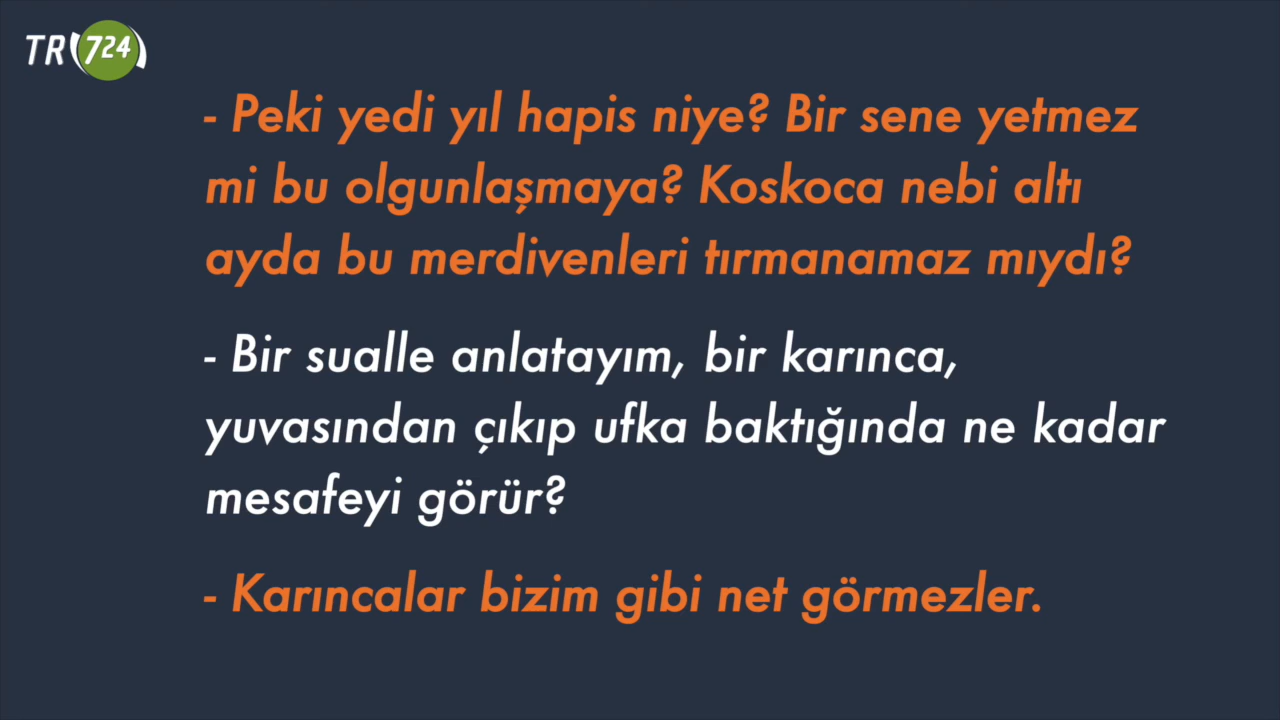 TR 724
- Peki yedi yıl hapis niye? Bir sene yetmez
mi bu olgunlaşmaya? Koskoca nebi altı
ayda bu merdivenleri tırmanamaz mıydı?
- Bir sualle anlatayım, bir karınca,
yuvasından çıkıp ufka baktığında ne kadar
mesafeyi görür?
- Karıncalar bizim gibi net görmezler.